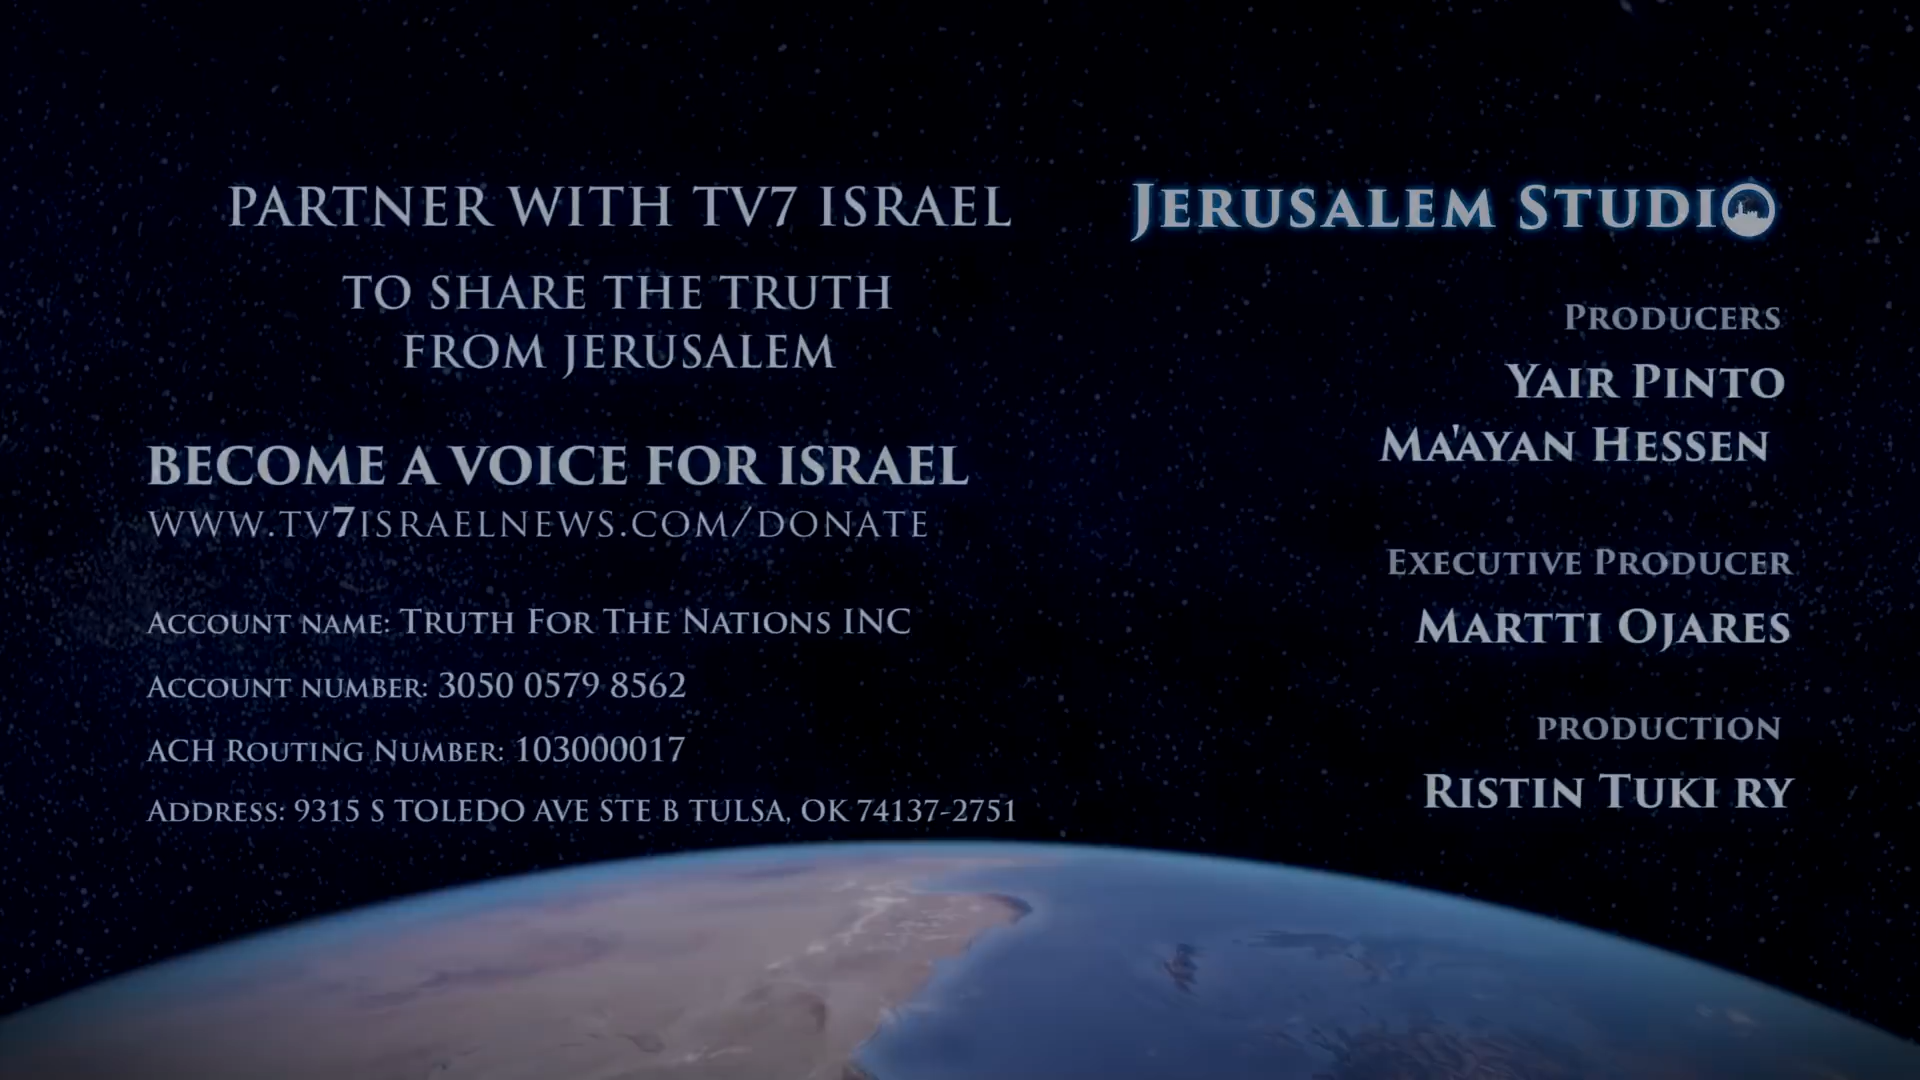 PARTNER WITH TV7 ISRAEL
TO SHARE THE TRUTH
FROM JERUSALEM
BECOME A VOICE FOR ISRAEL
WWW.TV7ISRAELNEWS.COM/DONATE
ACCOUNT NAME: TRUTH FOR THE NATIONS INC
ACCOUNT NUMBER: 3050 0579 8562
ACH ROUTING NUMBER: 103000017
ADDRESS: 9315 S TOLEDO AVE STE B TULSA, OK 74137-2751
JERUSALEM STUDIO
PRODUCERS
YAIR PINTO
MA'AYAN HESSEN
EXECUTIVE PRODUCER
MARTTI OJARES
PRODUCTION
RISTIN TUKI RY